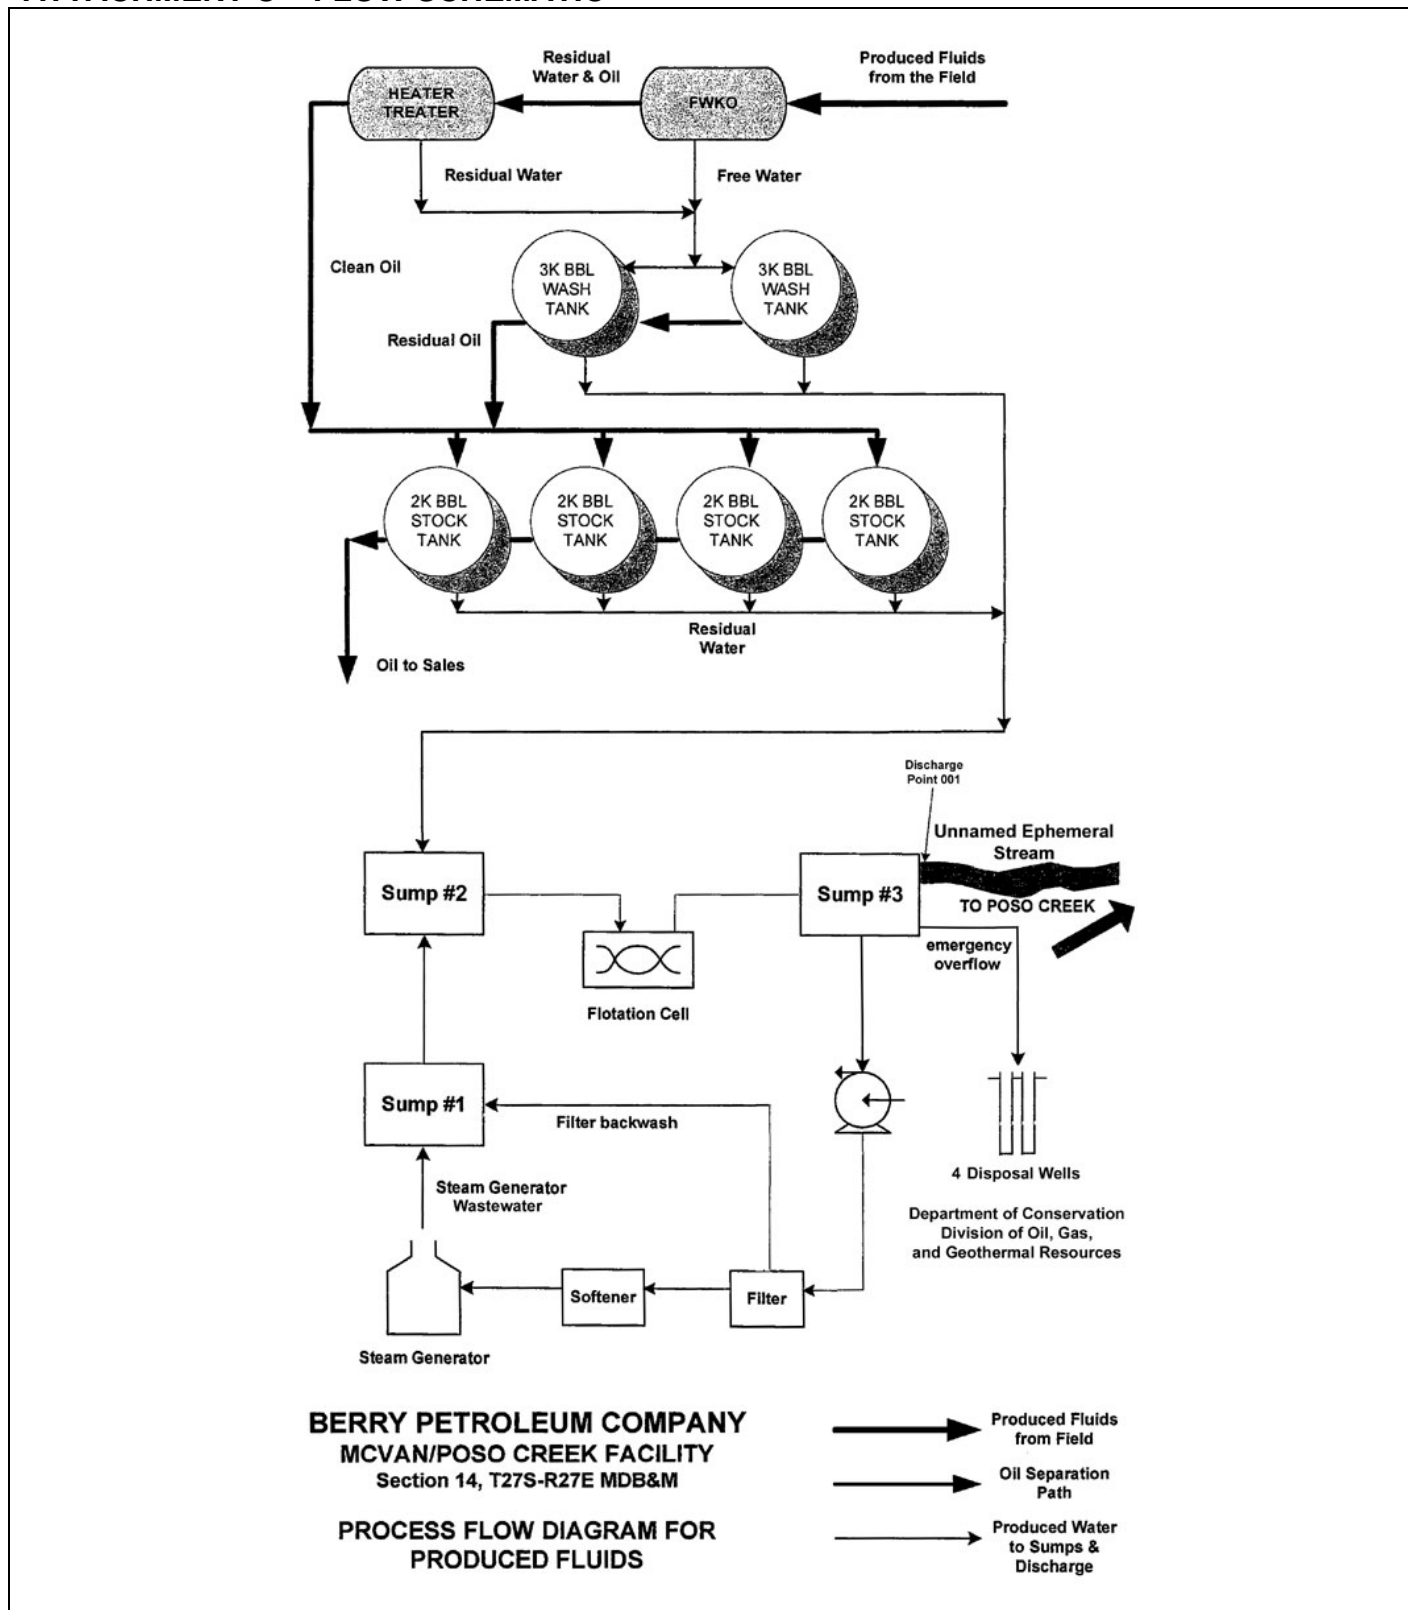 Residual
Water & Oil
Produced Fluids
from the Field
HEATER
TREATER
FWKO
Residual Water
Free Water
Clean Oil
3K BBL
WASH
TANK
3K BBL
WASH
TANK
Residual Oil
2K BBL
STOCK
TANK
2K BBL
STOCK
TANK
2K BBL
STOCK
TANK
2K BBL
STOCK
TANK
Residual
Water
Oil to Sales
Discharge
Point 001
Unnamed Ephemeral
Stream
Sump #2
Sump #3
TO POSO CREEK
emergency
overflow
Flotation Cell
Sump #1
Filter backwash
4 Disposal Wells
Steam Generator
Wastewater
Department of Conservation
Division of Oil, Gas,
and Geothermal Resources
Softener
Filter
Steam Generator
BERRY PETROLEUM COMPANY
MCVAN/POSO CREEK FACILITY
Section 14, T27S-R27E MDB&M
PROCESS FLOW DIAGRAM FOR
PRODUCED FLUIDS
Produced Fluids
from Field
Oil Separation
Path
Produced Water
to Sumps &
Discharge